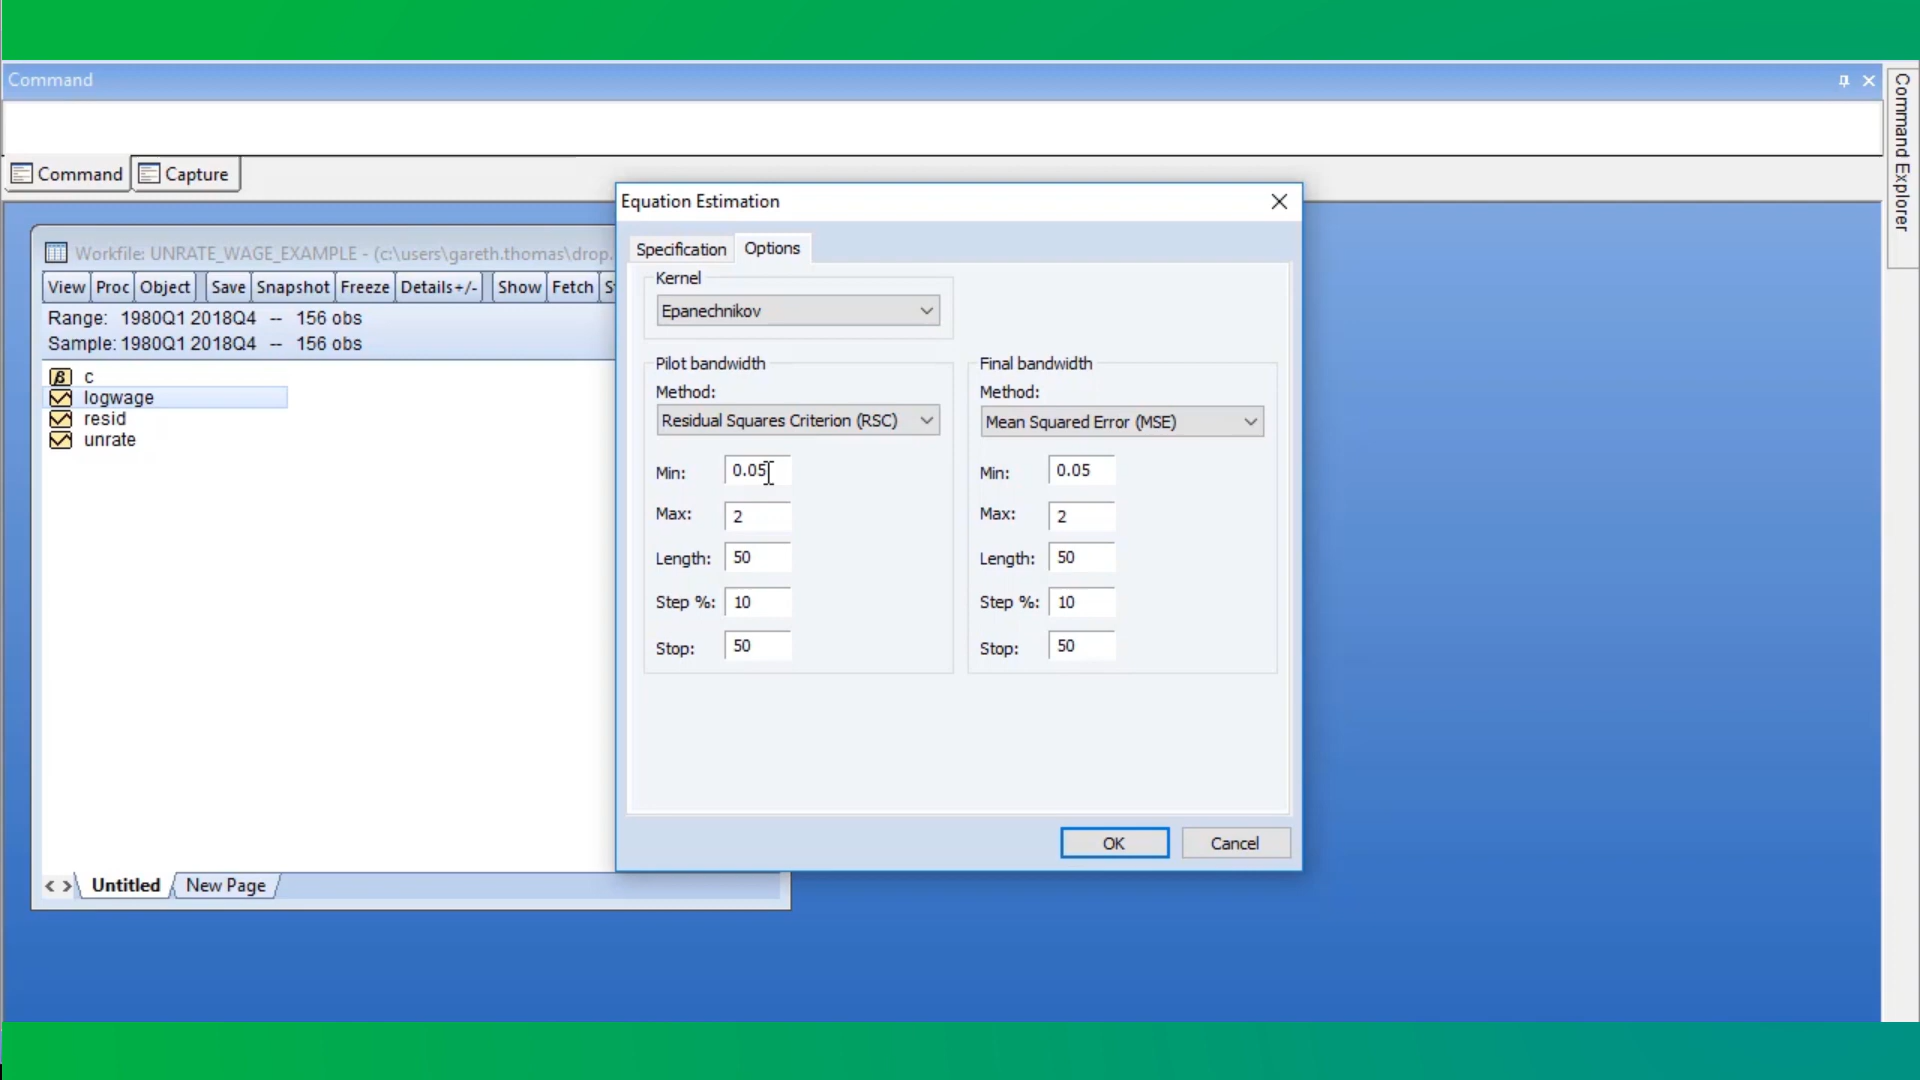 Command
Command Explorer
Command
Capture
Workfile: UNRATE_WAGE_EXAMPLE - (c:\users\gareth.thomas\drop.
View Proc Object Save Snapshot Freeze Details+/- Show Fetch
Range: 1980Q1 2018Q4 -- 156 obs
Sample: 1980Q1 2018Q4 -- 156 obs
c
logwage
resid
unrate
Untitled New Page
Equation Estimation
Specification Options
Kernel
Epanechnikov
Pilot bandwidth
Method:
Residual Squares Criterion (RSC)
Min: 0.05
Max: 2
Length: 50
Step %: 10
Stop: 50
Final bandwidth
Method:
Mean Squared Error (MSE)
Min: 0.05
Max: 2
Length: 50
Step %: 10
Stop: 50
OK Cancel